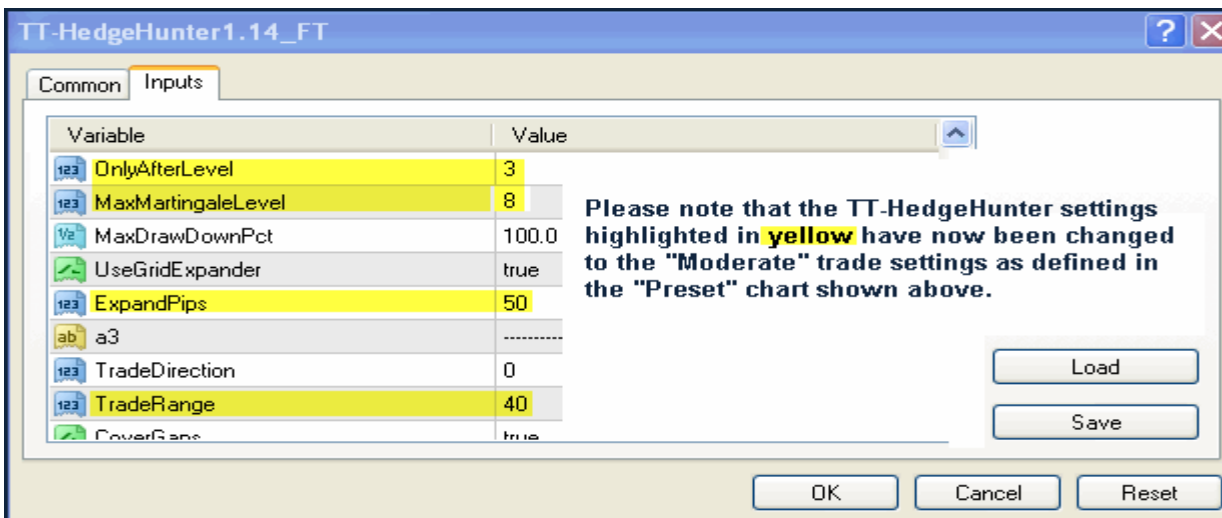 TT-HedgeHunter1.14_FT
Common Inputs
Variable Value
OnlyAfterLevel 3
MaxMartingaleLevel 8
MaxDrawDownPct 100.0
UseGridExpander true
ExpandPips 50
a3 ----------
TradeDirection 0
TradeRange 40
CoverGaps true
Please note that the TT-HedgeHunter settings
highlighted in yellow have now been changed
to the "Moderate" trade settings as defined in
the "Preset" chart shown above.
Load
Save
OK Cancel Reset